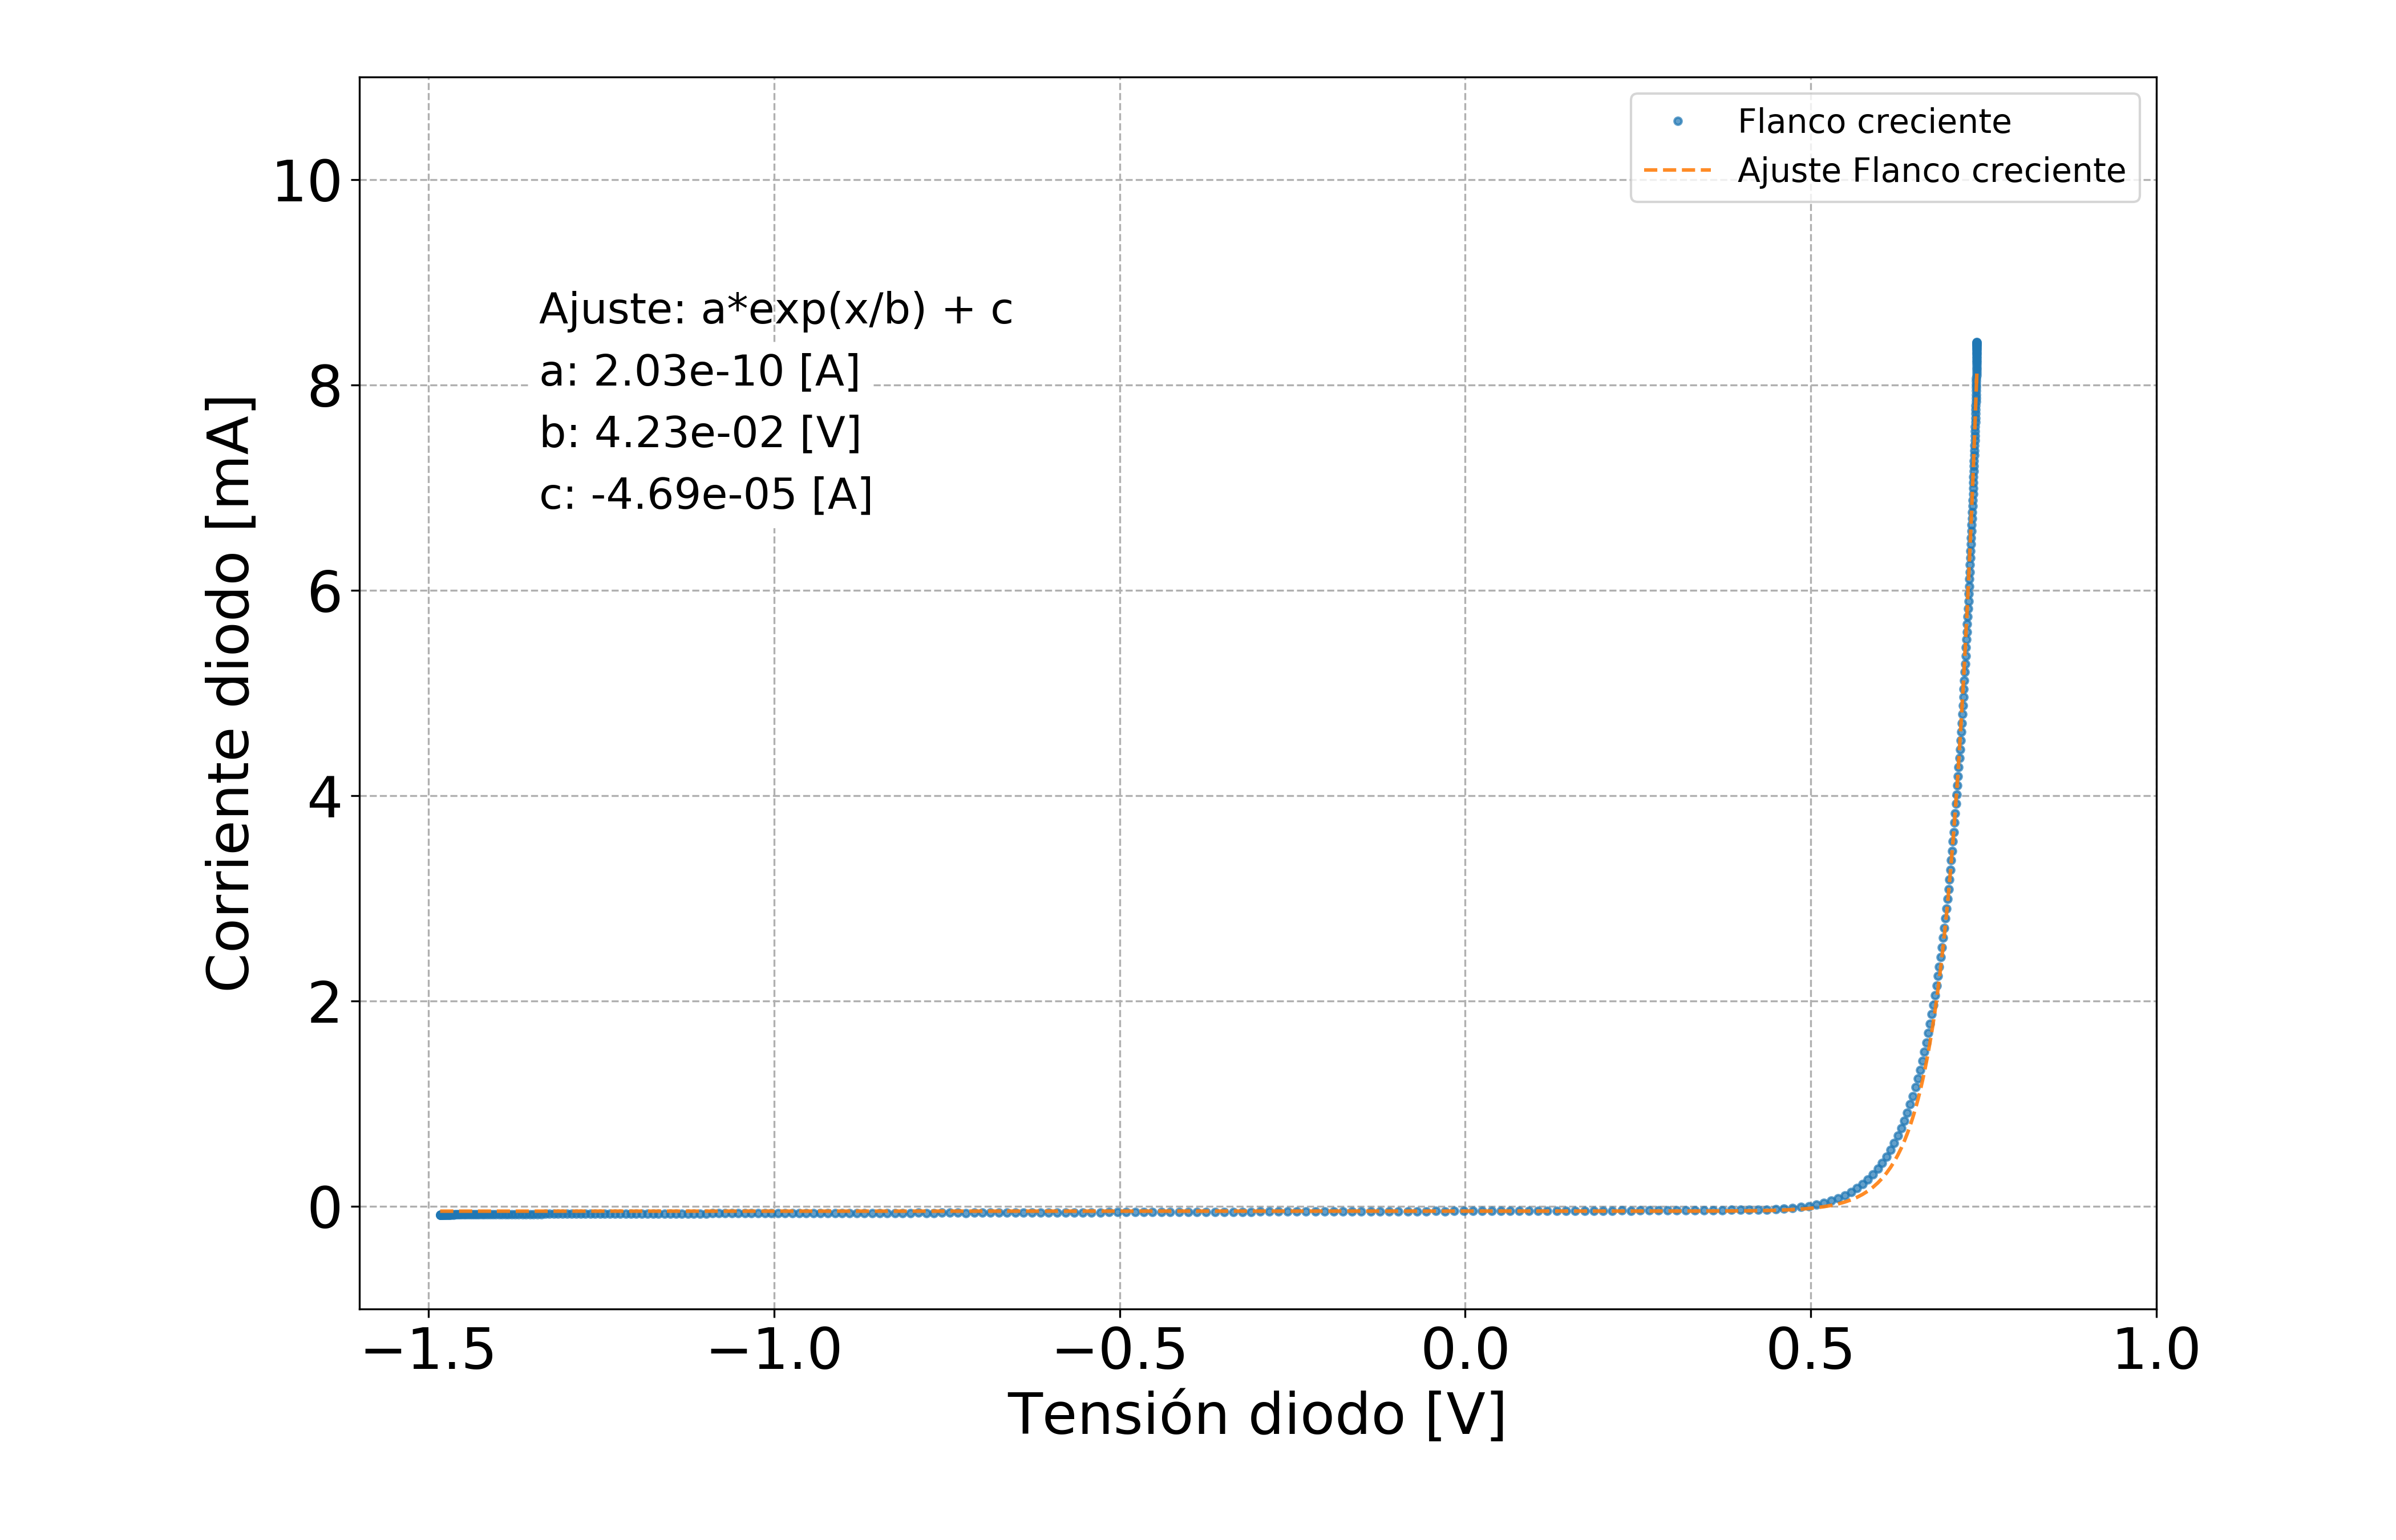 Flanco creciente
Ajuste Flanco creciente
Ajuste: a*exp(x/b) + c
a: 2.03e-10 [A]
b: 4.23e-02 [V]
c: -4.69e-05 [A]
Corriente diodo [mA]
10
8
6
4
2
0
−1.5 −1.0 −0.5 0.0 0.5 1.0
Tensión diodo [V]